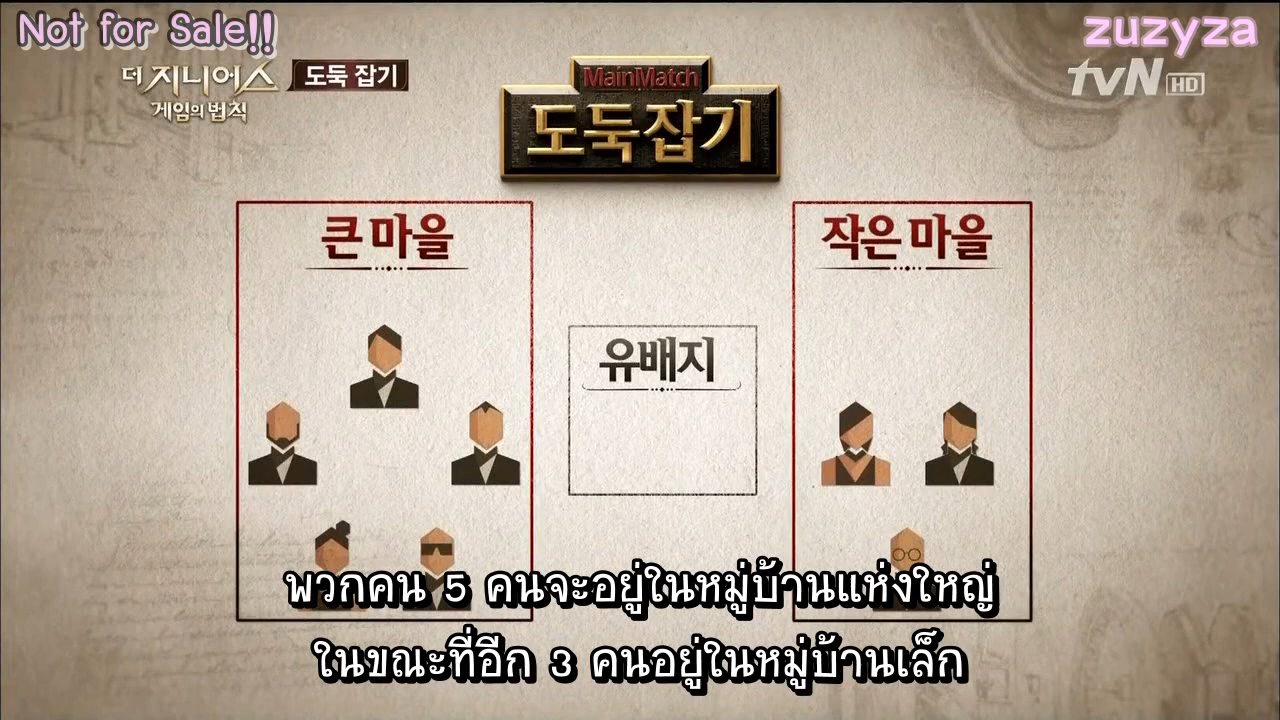 Not for Sale!!
zuzyza
더 지니어스
게임의 법칙
도둑 잡기
tvN HD
MainMatch
도둑잡기
큰 마을
작은 마을
유배지
พวกคน 5 คนจะอยู่ในหมู่บ้านแห่งใหญ่
ในขณะที่อีก 3 คนอยู่ในหมู่บ้านเล็ก